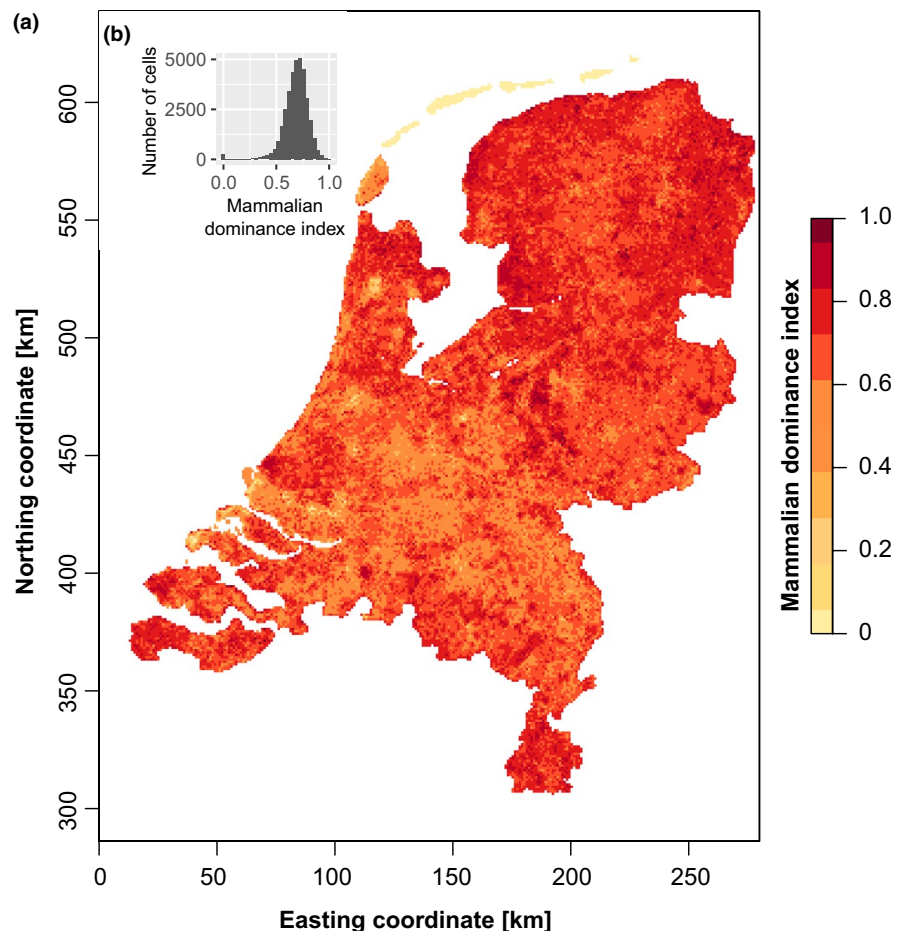 (a)
(b)
Number of cells
5000
2500
0
0.0 0.5 1.0
Mammalian
dominance index
Northing coordinate [km]
600
550
500
450
400
350
300
0 50 100 150 200 250
Easting coordinate [km]
Mammalian dominance index
1.0
0.8
0.6
0.4
0.2
0